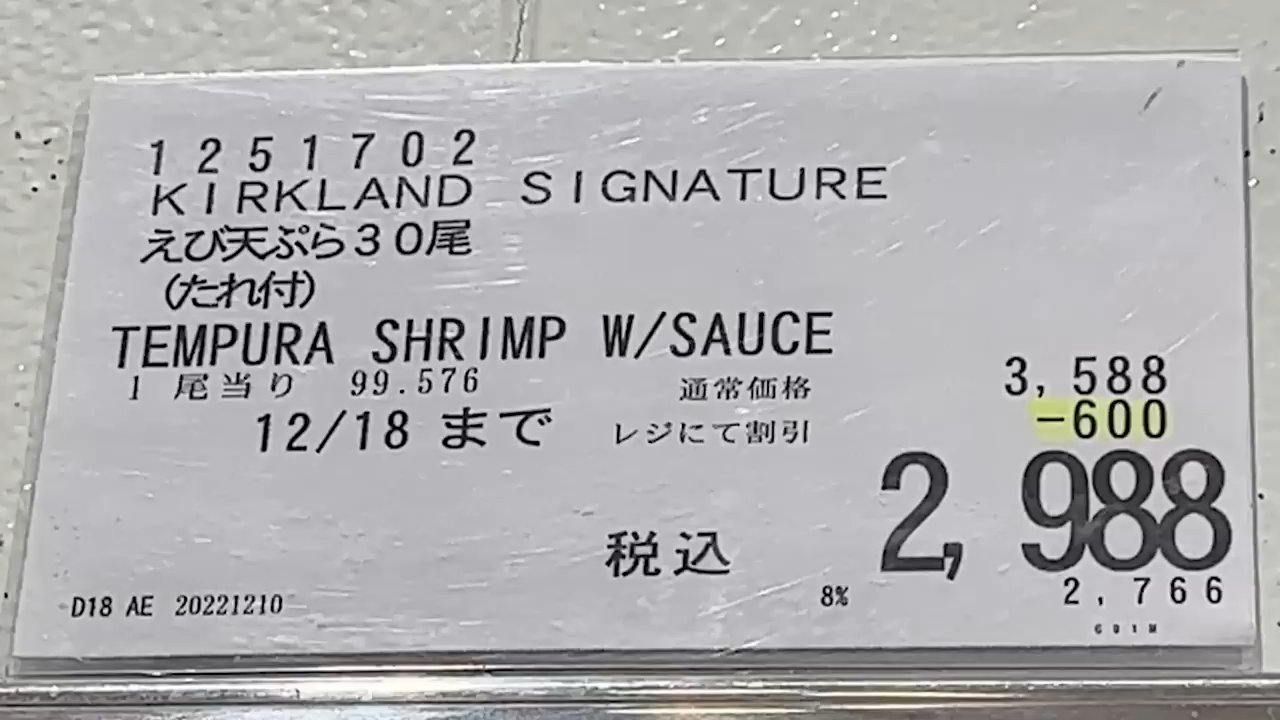 1251702
KIRKLAND SIGNATURE
えび天ぷら30尾
(たれ付)
TEMPURA SHRIMP W/SAUCE
1 尾当り 99.576 通常価格 3,588
12/18 まで レジにて割引 -600
税込 2,988
D18 AE 20221210 8% 2,766